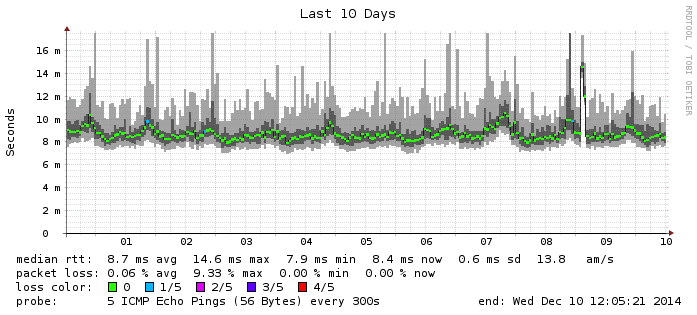 Last 10 Days
RRDTOOL / TOBI OETIKER
Seconds
16 m
14 m
12 m
10 m
8 m
6 m
4 m
2 m
0
01 02 03 04 05 06 07 08 09 10
median rtt: 8.7 ms avg 14.6 ms max 7.9 ms min 8.4 ms now 0.6 ms sd 13.8 am/s
packet loss: 0.06 % avg 9.33 % max 0.00 % min 0.00 % now
loss color: 0 1/5 2/5 3/5 4/5
probe: 5 ICMP Echo Pings (56 Bytes) every 300s end: Wed Dec 10 12:05:21 2014